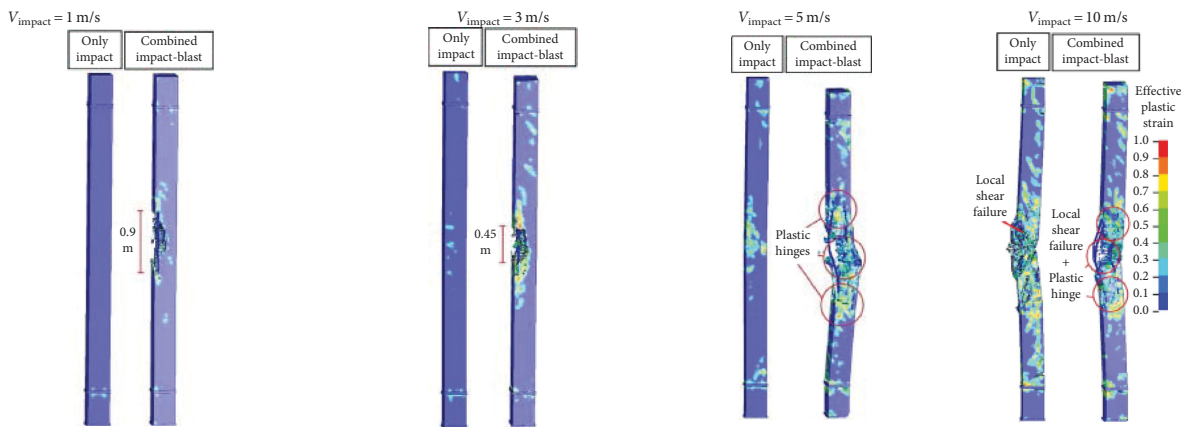 V_impact = 1 m/s
Only impact
Combined impact-blast
0.9 m
V_impact = 3 m/s
Only impact
Combined impact-blast
0.45 m
V_impact = 5 m/s
Only impact
Combined impact-blast
Plastic hinges
V_impact = 10 m/s
Only impact
Combined impact-blast
Local shear failure
Local shear failure + Plastic hinge
Effective plastic strain
1.0
0.9
0.8
0.7
0.6
0.5
0.4
0.3
0.2
0.1
0.0